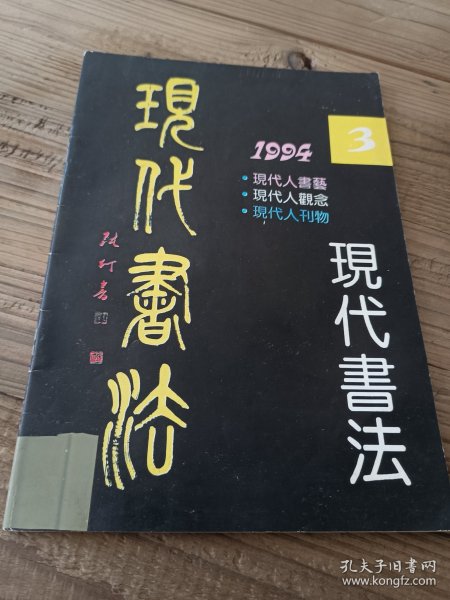 現代書法
3
1994
•現代人書藝
•現代人觀念
•現代人刊物
現代書法
孔夫子旧书网
www.kongfz.com